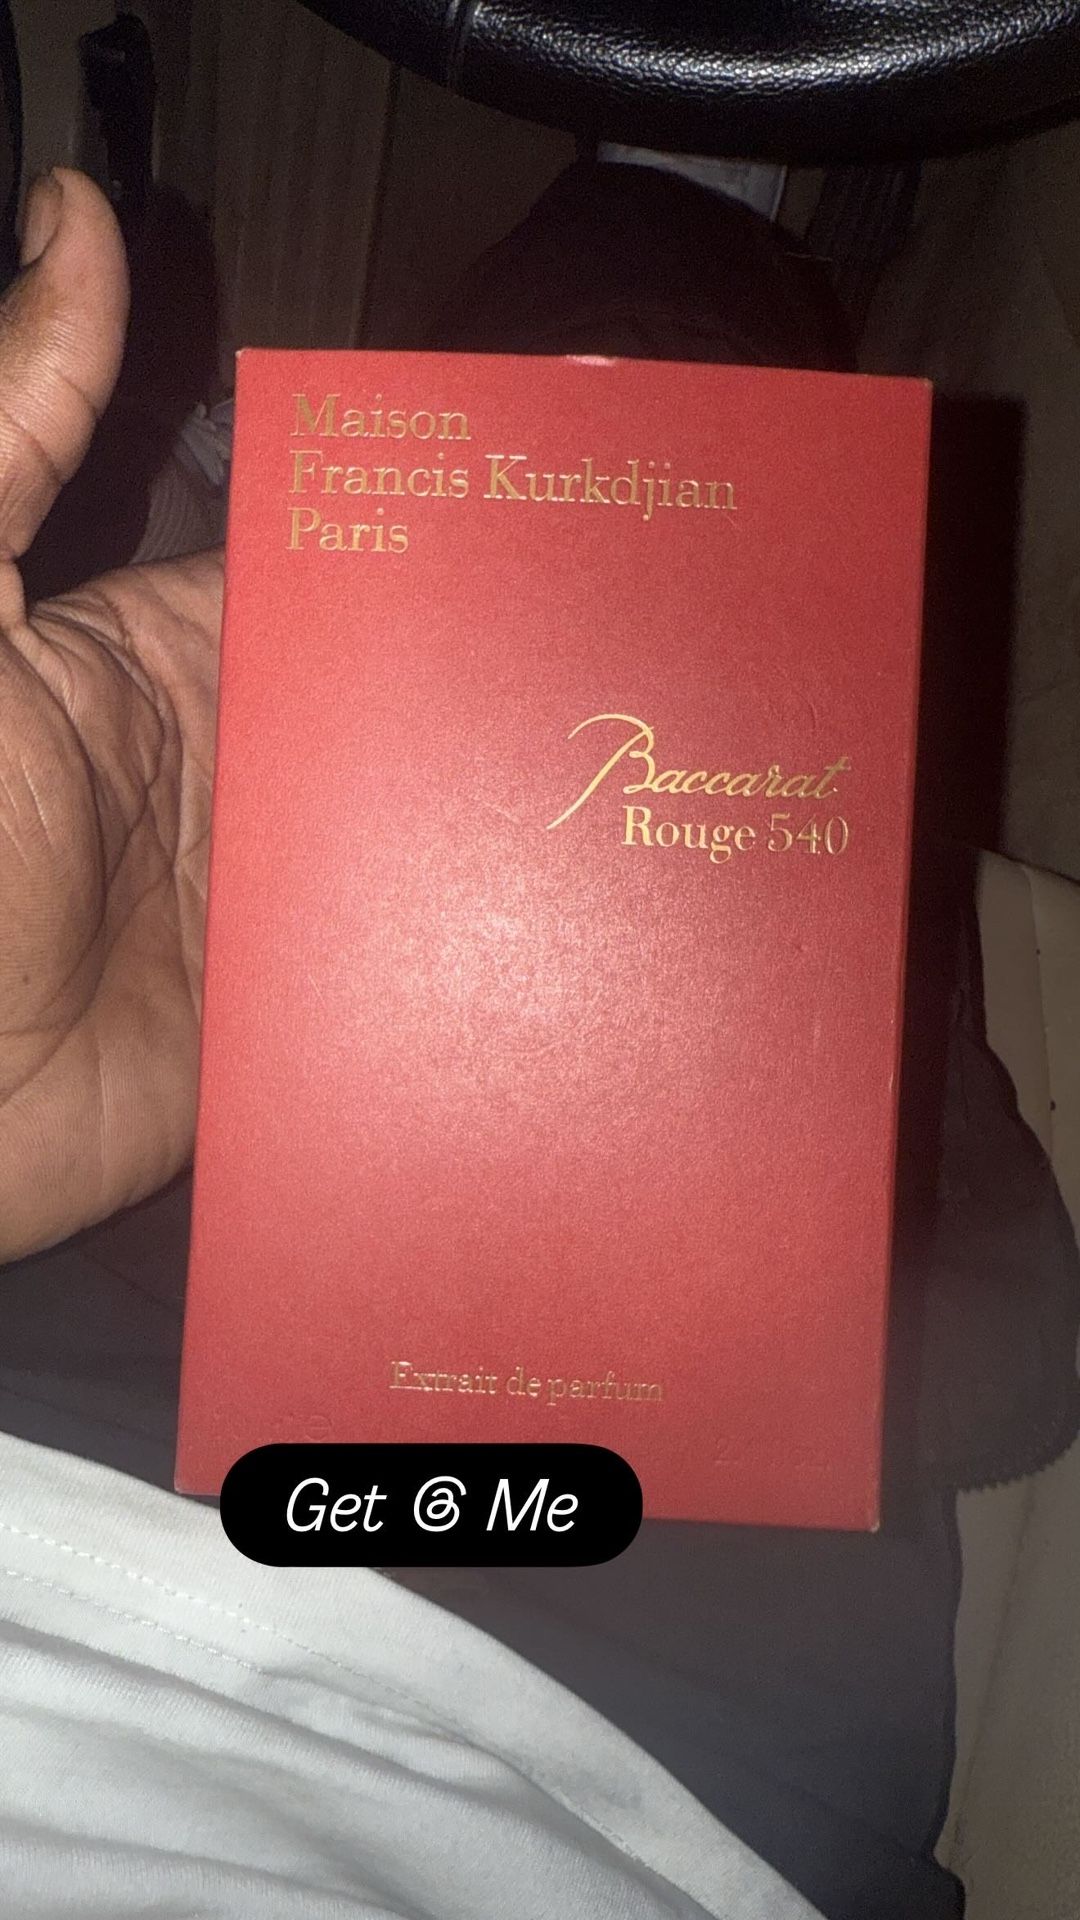 Maison
Francis Kurkdjian
Paris
Baccarat
Rouge 540
Extrait de parfum
Get @ Me